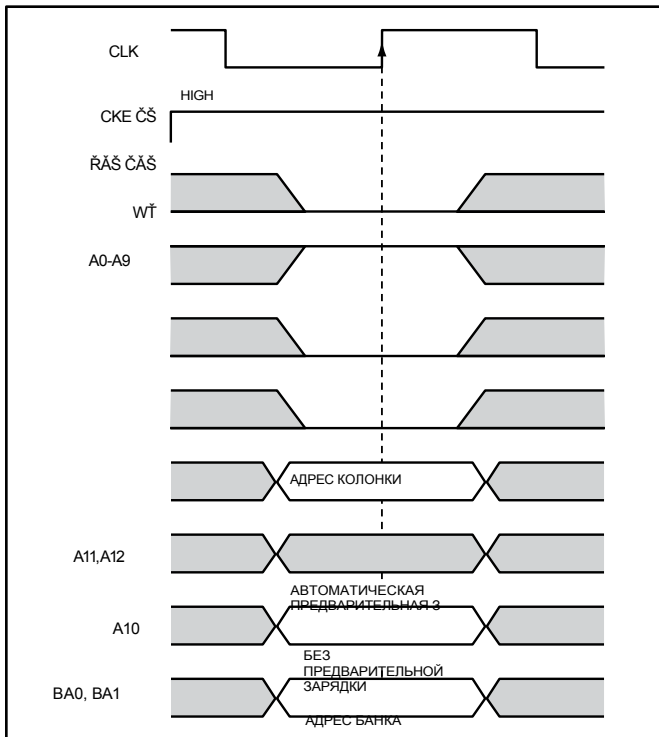 CLK
HIGH
CKE ČŠ
ŘĂŠ ČĂŠ
WŤ
A0-A9
АДРЕС КОЛОНКИ
A11,A12
АВТОМАТИЧЕСКАЯ
ПРЕДВАРИТЕЛЬНАЯ З
A10
БЕЗ
ПРЕДВАРИТЕЛЬНОЙ
ЗАРЯДКИ
BA0, BA1
АДРЕС БАНКА